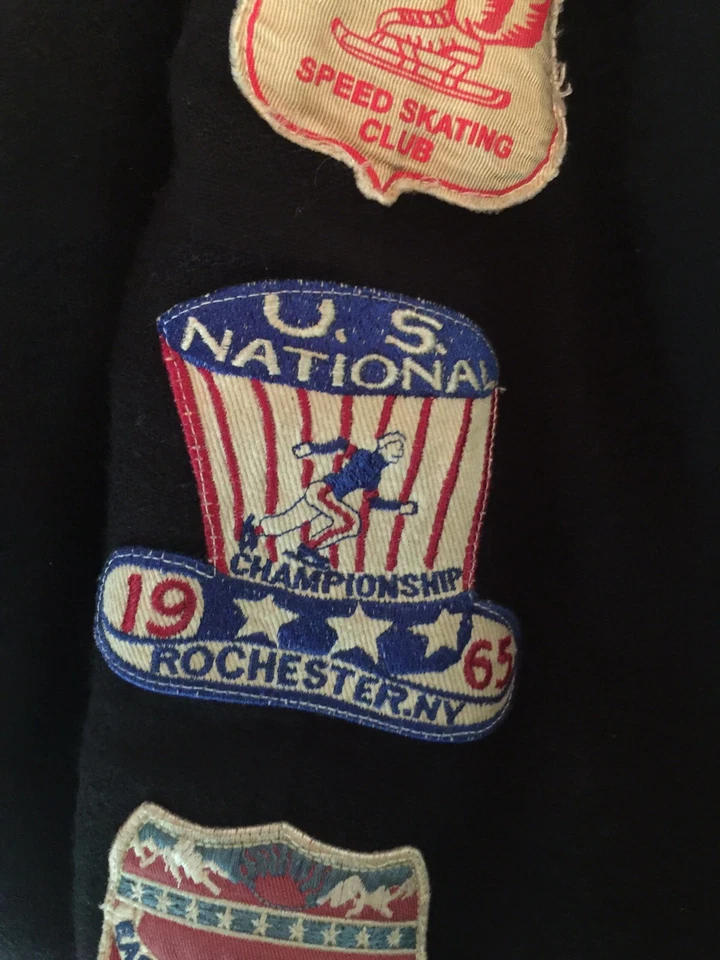 SPEED SKATING
CLUB
U. S.
NATIONAL
CHAMPIONSHIP
19 65
ROCHESTER.NY